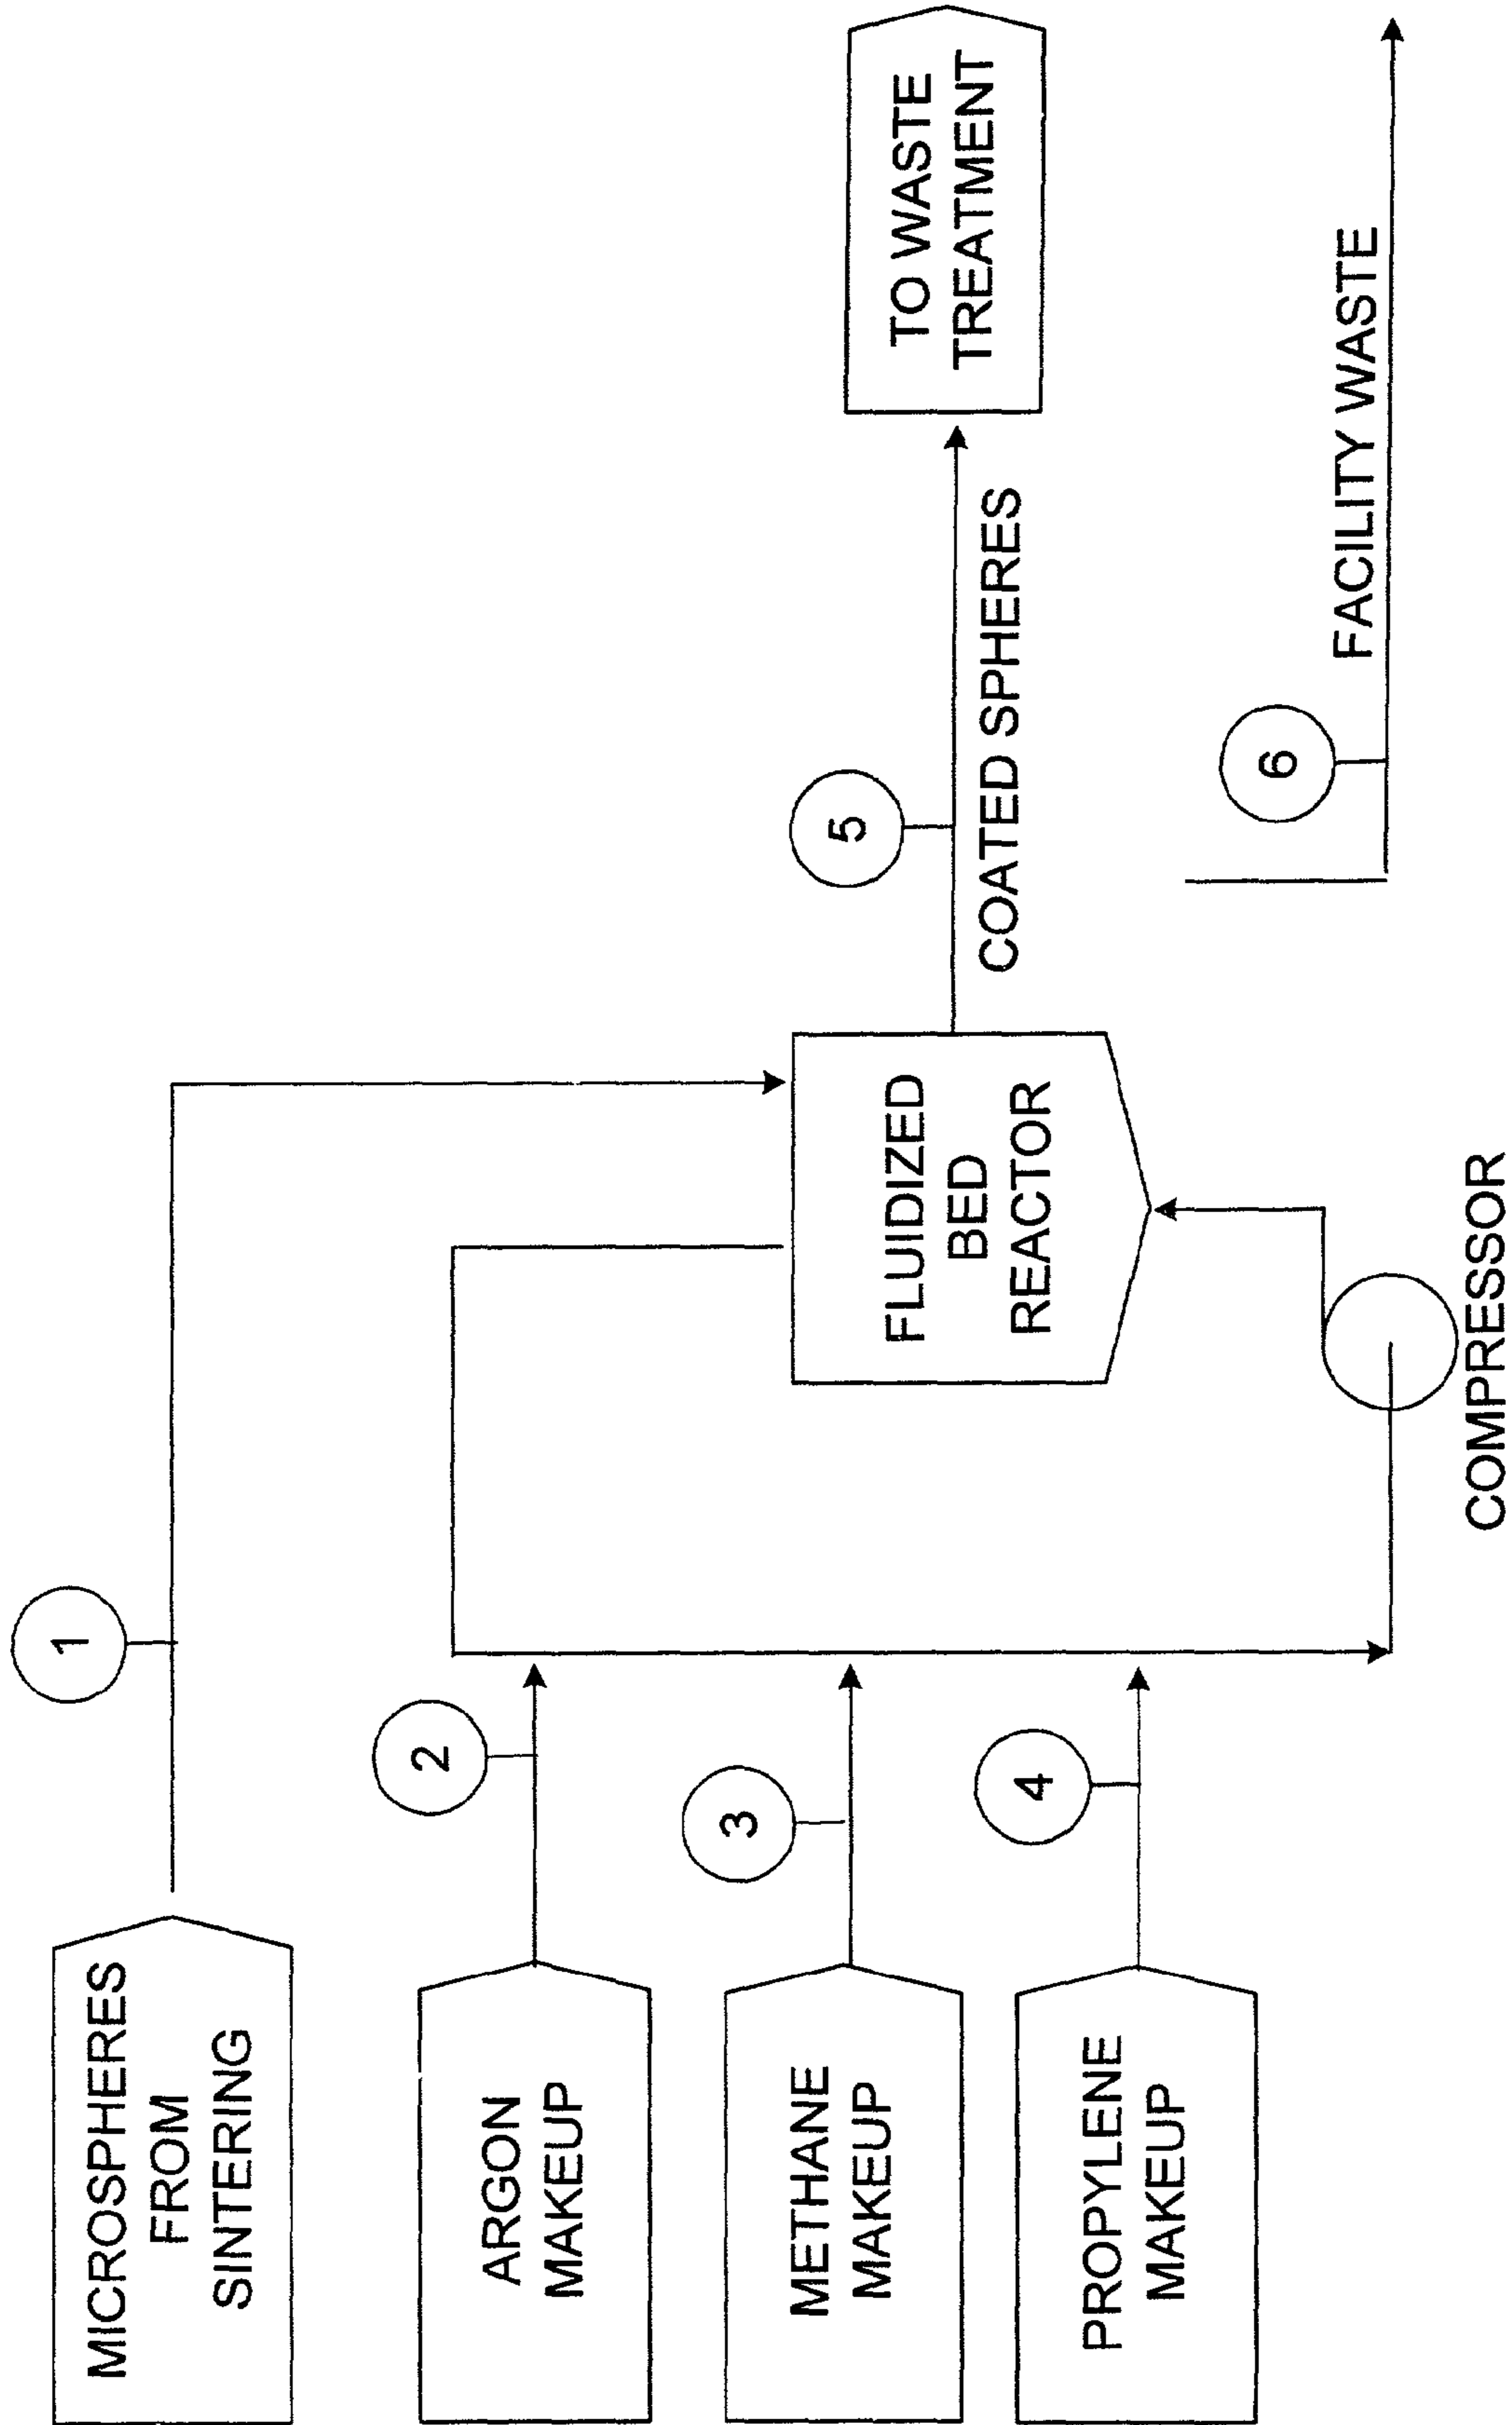 MICROSPHERES
FROM
SINTERING
1
ARGON
MAKEUP
2
METHANE
MAKEUP
3
PROPYLENE
MAKEUP
4
FLUIDIZED
BED
REACTOR
COMPRESSOR
5
COATED SPHERES
TO WASTE
TREATMENT
6
FACILITY WASTE